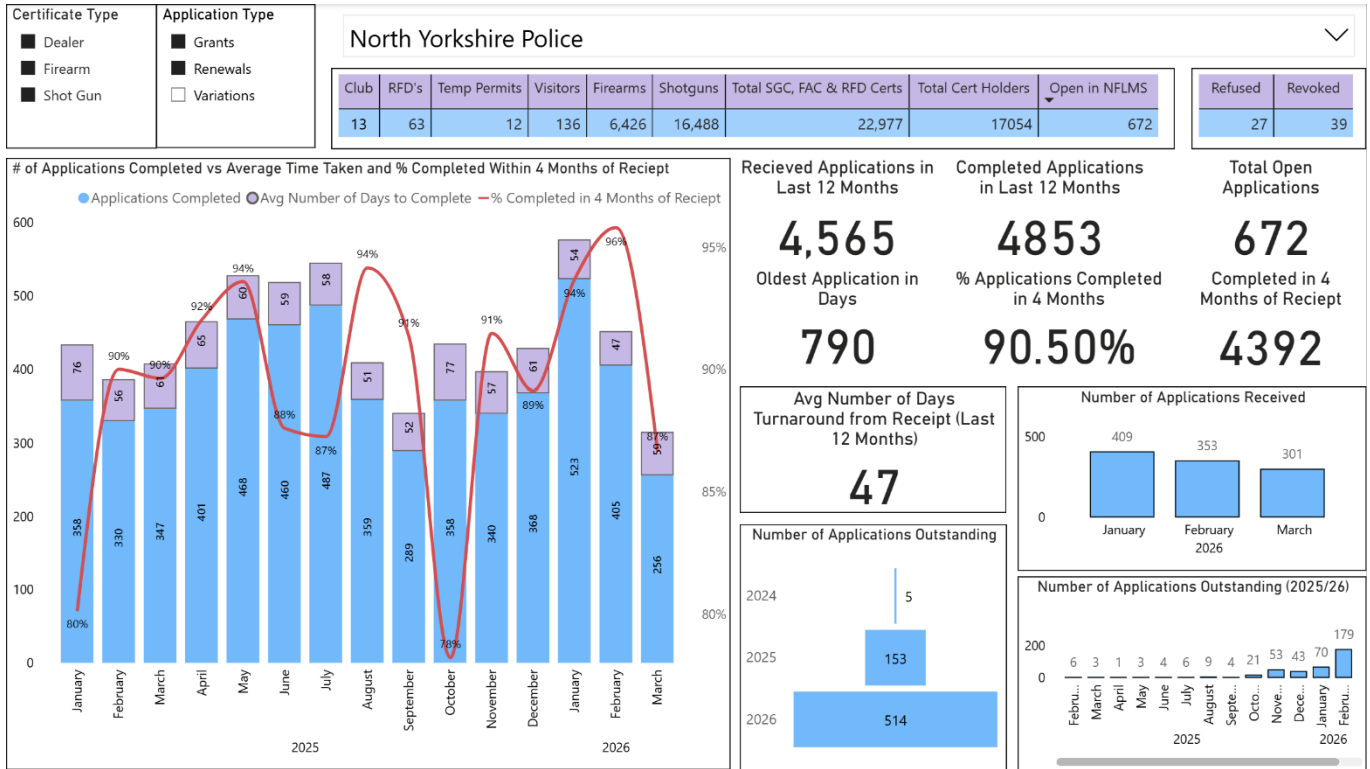 Certificate Type
Dealer
Firearm
Shot Gun
Application Type
Grants
Renewals
Variations
North Yorkshire Police
Club RFD's Temp Permits Visitors Firearms Shotguns Total SGC, FAC & RFD Certs Total Cert Holders Open in NFLMS
13 63 12 136 6,426 16,488 22,977 17054 672
Refused Revoked
27 39
# of Applications Completed vs Average Time Taken and % Completed Within 4 Months of Reciept
Applications Completed Avg Number of Days to Complete % Completed in 4 Months of Reciept
600
500
400
300
200
100
0
95%
90%
85%
80%
76 56 61 65 60 59 58 51 52 77 57 61 54 47 59
80% 90% 90% 92% 94% 88% 87% 94% 91% 78% 91% 89% 94% 96% 87%
358 330 347 401 468 460 487 359 289 358 340 368 523 405 256
January February March April May June July August September October November December January February March
2025 2026
Recieved Applications in
Last 12 Months
4,565
Completed Applications
in Last 12 Months
4853
Total Open
Applications
672
Oldest Application in
Days
790
% Applications Completed
in 4 Months
90.50%
Completed in 4
Months of Reciept
4392
Avg Number of Days
Turnaround from Receipt (Last
12 Months)
47
Number of Applications Received
500
0
409 353 301
January February March
2026
Number of Applications Outstanding
2024 5
2025 153
2026 514
Number of Applications Outstanding (2025/26)
200
0
6 3 1 3 4 6 9 4 21 53 43 70 179
Febru... March April May June July August Septe... Octo... Nove... Dece... January Febru...
2025 2026